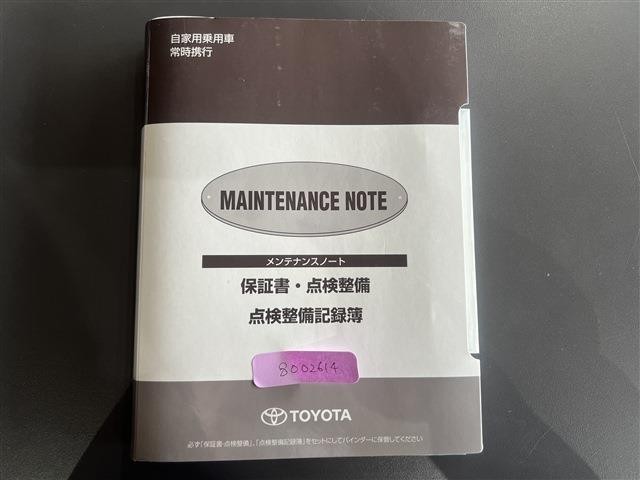 自家用乗用車
常時携行
MAINTENANCE NOTE
メンテナンスノート
保証書・点検整備
点検整備記録簿
8002614
TOYOTA
必ず「保証書・点検整備」、「点検整備記録簿」をセットにしてバインダーに保管してください